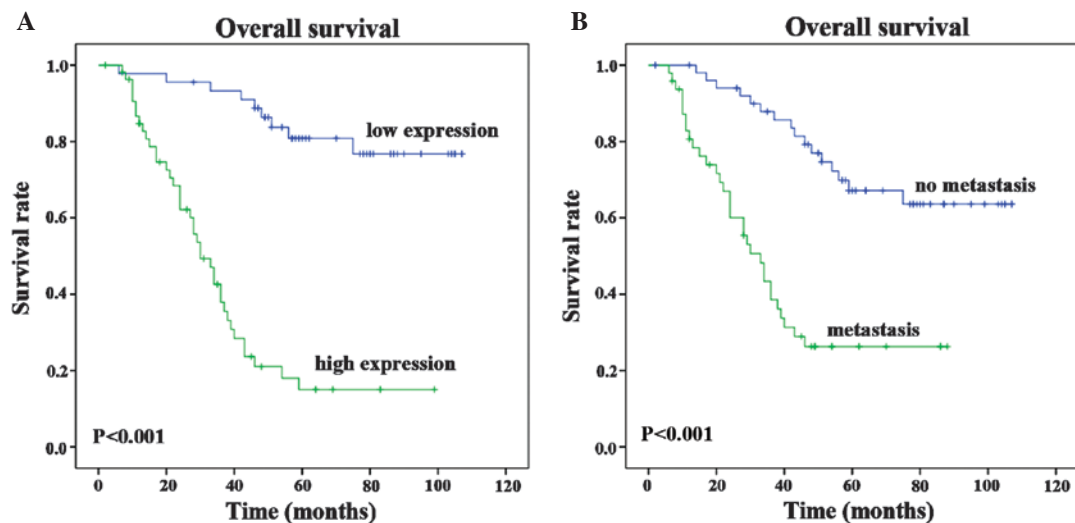 A
Overall survival
Survival rate
1.0
0.8
0.6
0.4
0.2
0.0
low expression
high expression
P<0.001
0 20 40 60 80 100 120
Time (months)
B
Overall survival
Survival rate
1.0
0.8
0.6
0.4
0.2
0.0
no metastasis
metastasis
P<0.001
0 20 40 60 80 100 120
Time (months)